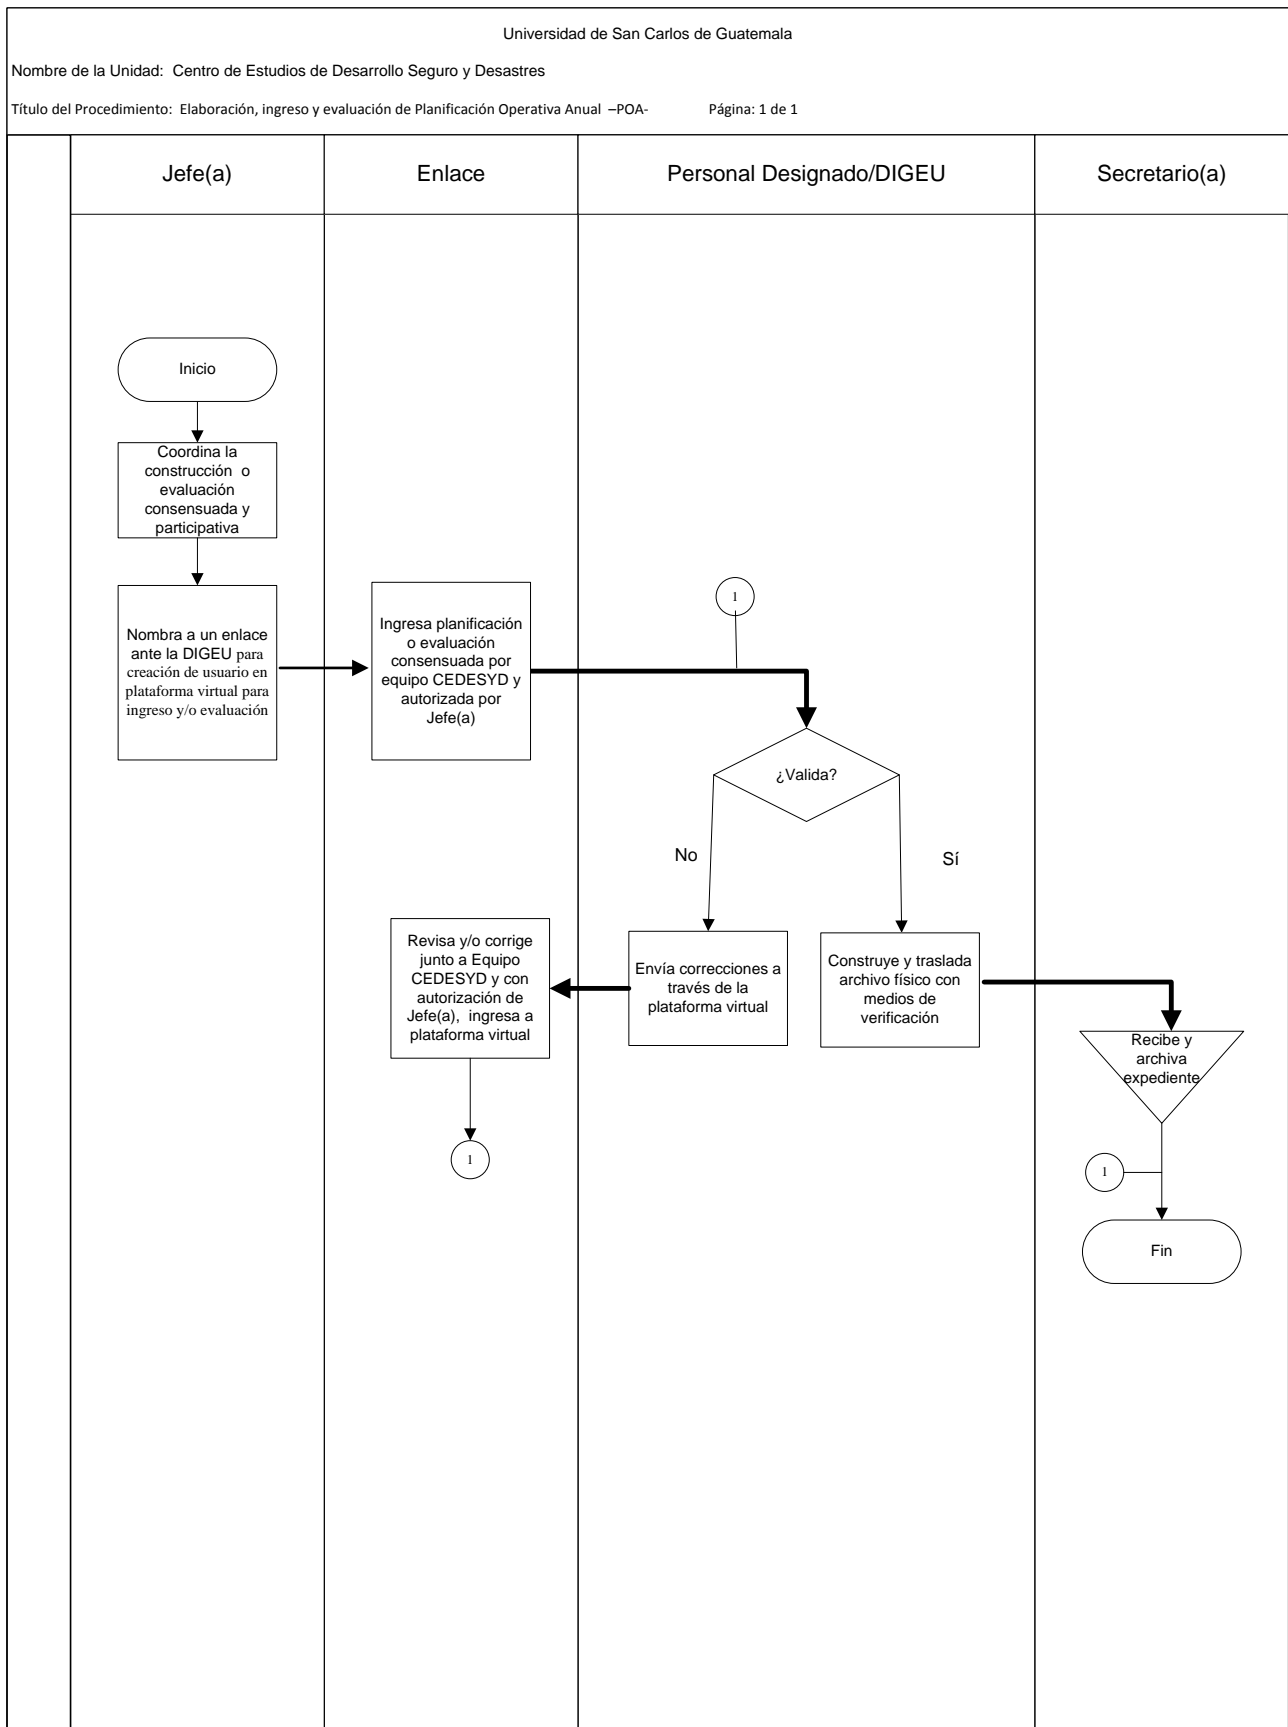 Universidad de San Carlos de Guatemala
Nombre de la Unidad:  Centro de Estudios de Desarrollo Seguro y Desastres
Título del Procedimiento:  Elaboración, ingreso y evaluación de Planificación Operativa Anual –POA-  Página: 1 de 1
Jefe(a)
Enlace
Personal Designado/DIGEU
Secretario(a)
Inicio
Coordina la
construcción o
evaluación
consensuada y
participativa
Nombra a un enlace
ante la DIGEU para
creación de usuario en
plataforma virtual para
ingreso y/o evaluación
Ingresa planificación
o evaluación
consensuada por
equipo CEDESYD y
autorizada por
Jefe(a)
1
¿Valida?
No
Sí
Revisa y/o corrige
junto a Equipo
CEDESYD y con
autorización de
Jefe(a), ingresa a
plataforma virtual
Envía correcciones a
través de la
plataforma virtual
Construye y traslada
archivo físico con
medios de
verificación
Recibe y
archiva
expediente
1
1
Fin